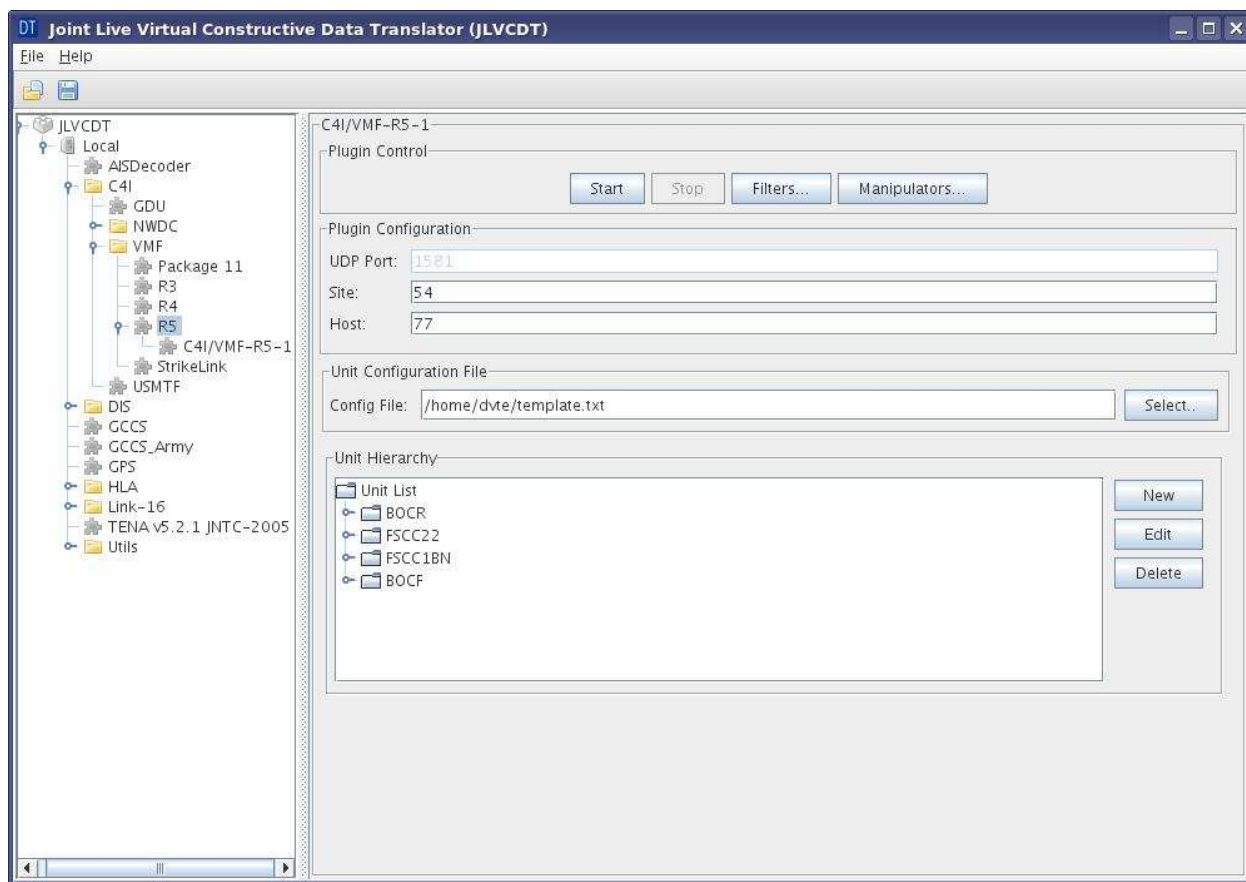 DT Joint Live Virtual Constructive Data Translator (JLVCDT)
File Help
JLVCDT
Local
AISDecoder
C4I
GDU
NWDC
VMF
Package 11
R3
R4
R5
C4I/VMF-R5-1
StrikeLink
USMTF
DIS
GCCS
GCCS_Army
GPS
HLA
Link-16
TENA v5.2.1 JNTC-2005
Utils
C4I/VMF-R5-1
Plugin Control
Start Stop Filters... Manipulators...
Plugin Configuration
UDP Port: 1581
Site: 54
Host: 77
Unit Configuration File
Config File: /home/dvte/template.txt Select..
Unit Hierarchy
Unit List
BOCR
FSCC22
FSCC1BN
BOCF
New
Edit
Delete